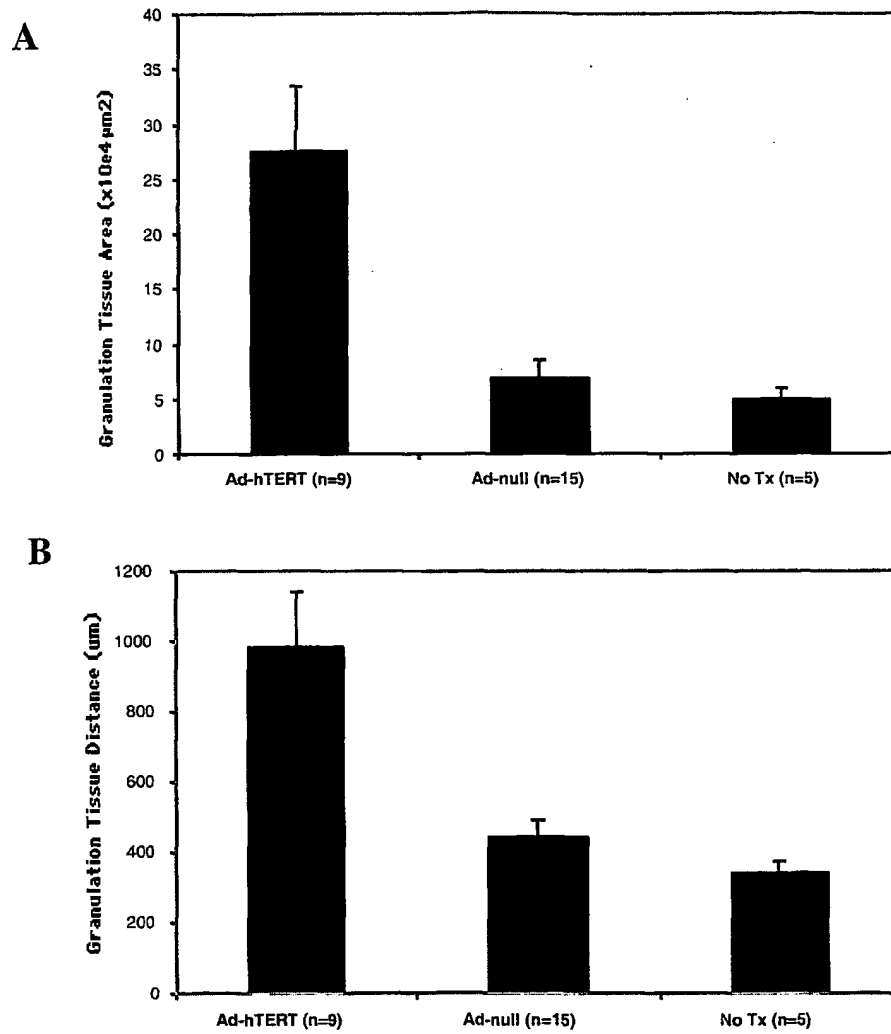 A
Granulation Tissue Area (x10e4 µm2)
40
35
30
25
20
15
10
5
0
Ad-hTERT (n=9) Ad-null (n=15) No Tx (n=5)
B
Granulation Tissue Distance (um)
1200
1000
800
600
400
200
0
Ad-hTERT (n=9) Ad-null (n=15) No Tx (n=5)